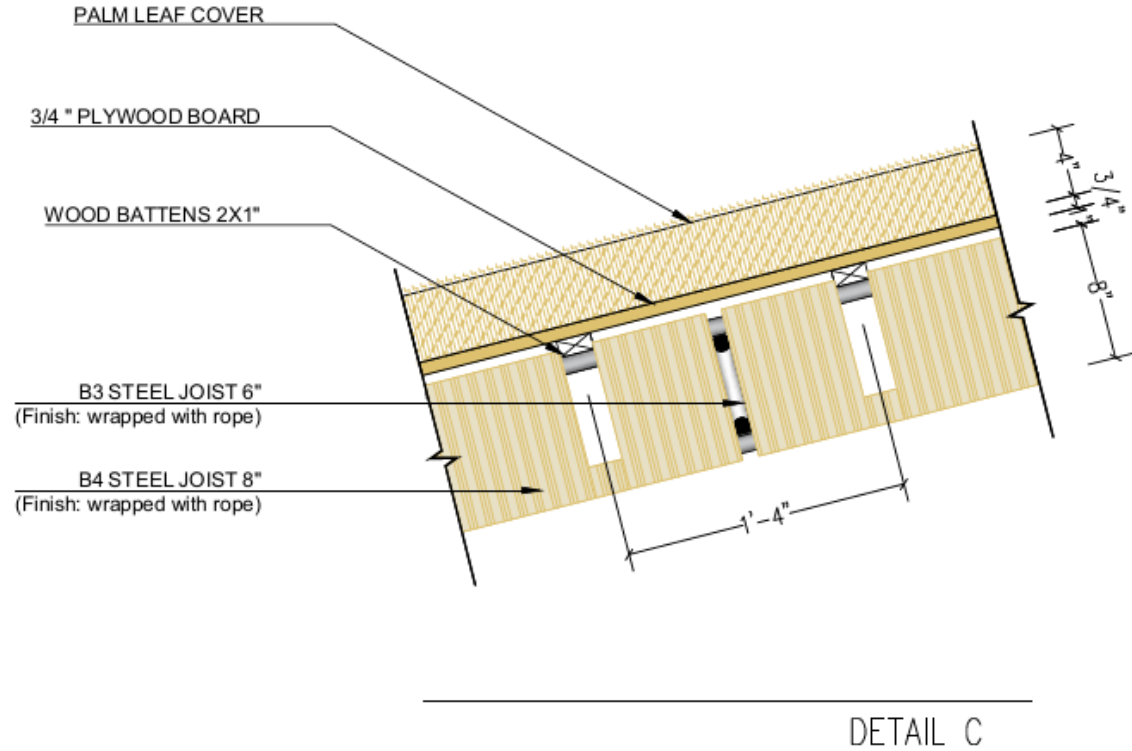 PALM LEAF COVER
3/4 " PLYWOOD BOARD
WOOD BATTENS 2X1"
B3 STEEL JOIST 6"
(Finish: wrapped with rope)
B4 STEEL JOIST 8"
(Finish: wrapped with rope)
4"
3/4"
1"
8"
1'-4"
DETAIL C